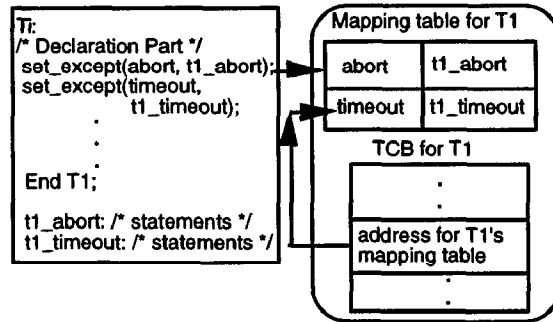 Ti:
/* Declaration Part */
set_except(abort, t1_abort);
set_except(timeout,
t1_timeout);
.
.
.
End T1;
t1_abort: /* statements */
t1_timeout: /* statements */
Mapping table for T1
abort t1_abort
timeout t1_timeout
TCB for T1
.
.
address for T1's
mapping table
.
.